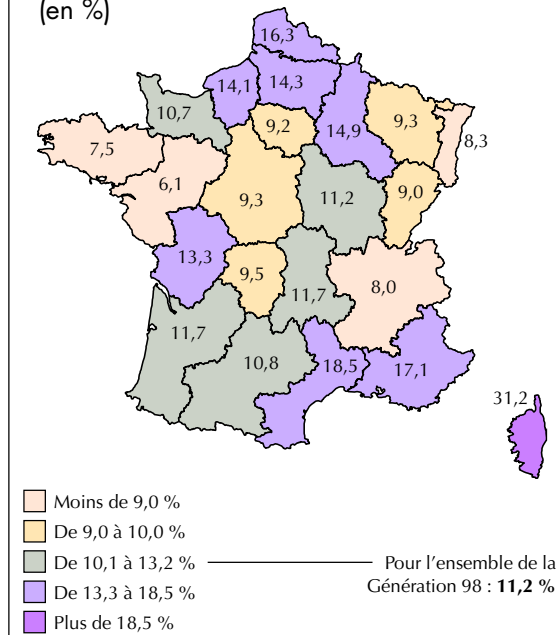 (en %)
16,3
14,1
14,3
10,7
9,2
14,9
9,3
8,3
7,5
6,1
9,3
11,2
9,0
13,3
9,5
11,7
8,0
11,7
10,8
18,5
17,1
31,2
Moins de 9,0 %
De 9,0 à 10,0 %
De 10,1 à 13,2 %
De 13,3 à 18,5 %
Plus de 18,5 %
Pour l'ensemble de la
Génération 98 : 11,2 %